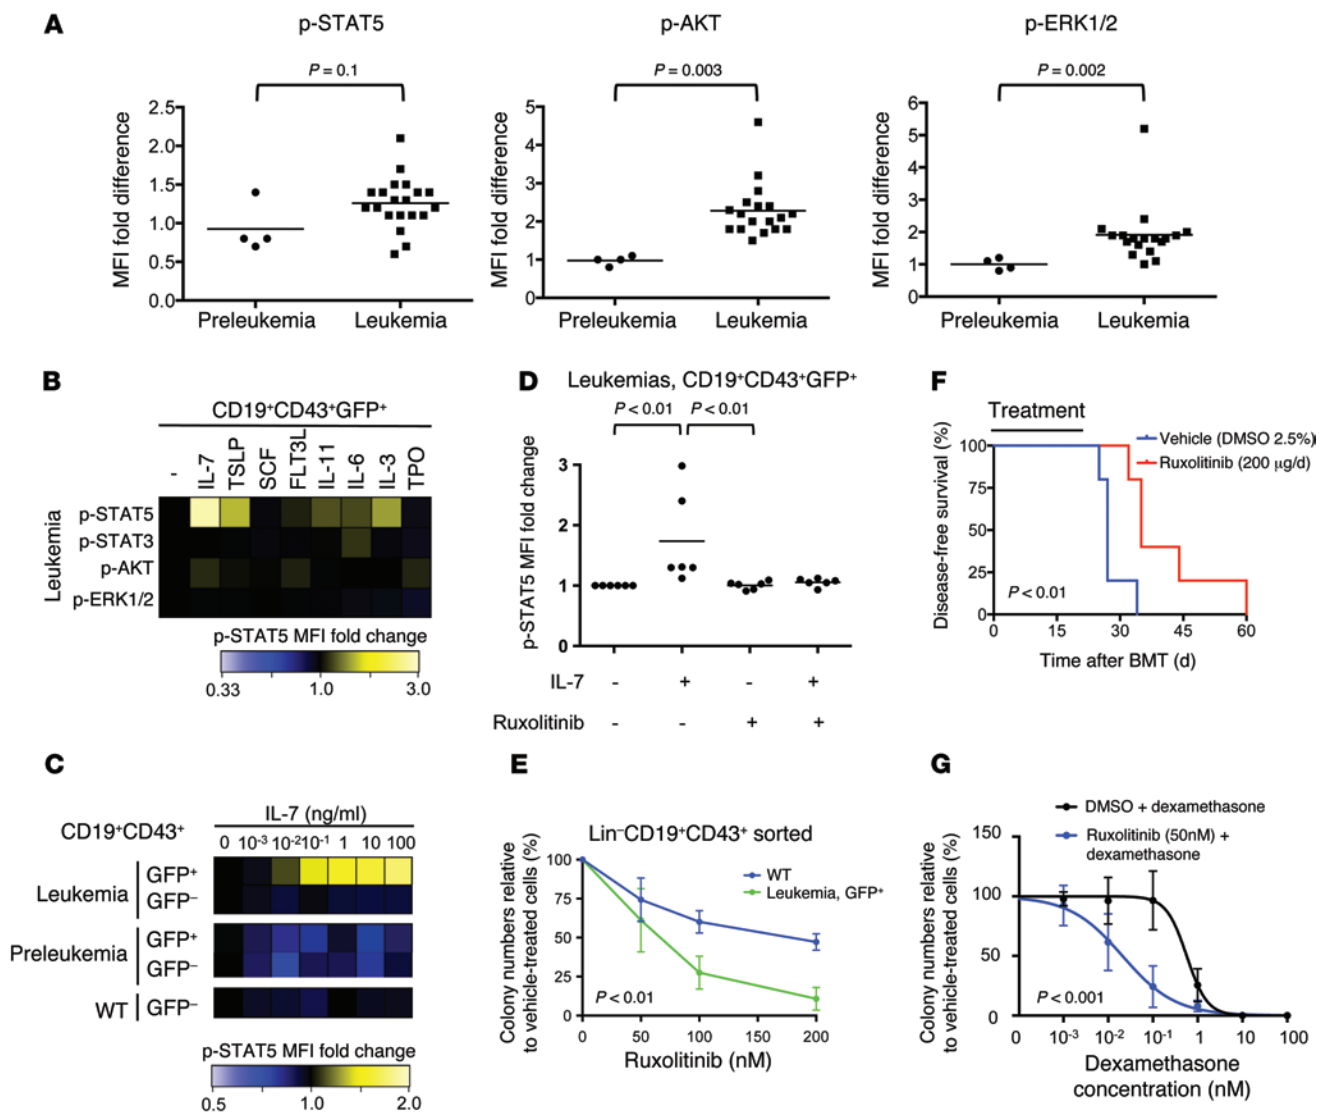 A
p-STAT5
p-AKT
p-ERK1/2
P = 0.1
P = 0.003
P = 0.002
MFI fold difference
2.5
2.0
1.5
1.0
0.5
0.0
Preleukemia
Leukemia
MFI fold difference
5
4
3
2
1
0
Preleukemia
Leukemia
MFI fold difference
6
5
4
3
2
1
0
Preleukemia
Leukemia
B
CD19⁺CD43⁺GFP⁺
- IL-7 TSLP SCF FLT3L IL-11 IL-6 IL-3 TPO
Leukemia
p-STAT5
p-STAT3
p-AKT
p-ERK1/2
p-STAT5 MFI fold change
0.33 1.0 3.0
C
IL-7 (ng/ml)
CD19⁺CD43⁺
0 10⁻³ 10⁻² 10⁻¹ 1 10 100
Leukemia
GFP⁺
GFP⁻
Preleukemia
GFP⁺
GFP⁻
WT
GFP⁻
p-STAT5 MFI fold change
0.5 1.0 2.0
D
Leukemias, CD19⁺CD43⁺GFP⁺
P < 0.01 P < 0.01
p-STAT5 MFI fold change
3
2
1
0
IL-7 - + - +
Ruxolitinib - - + +
E
Lin⁻CD19⁺CD43⁺ sorted
Colony numbers relative
to vehicle-treated cells (%)
100
75
50
25
0
WT
Leukemia, GFP⁺
P < 0.01
0 50 100 150 200
Ruxolitinib (nM)
F
Treatment
Vehicle (DMSO 2.5%)
Ruxolitinib (200 µg/d)
Disease-free survival (%)
100
75
50
25
0
P < 0.01
0 15 30 45 60
Time after BMT (d)
G
DMSO + dexamethasone
Ruxolitinib (50nM) +
dexamethasone
Colony numbers relative
to vehicle-treated cells (%)
150
100
50
0
P < 0.001
0 10⁻³ 10⁻² 10⁻¹ 1 10 100
Dexamethasone
concentration (nM)